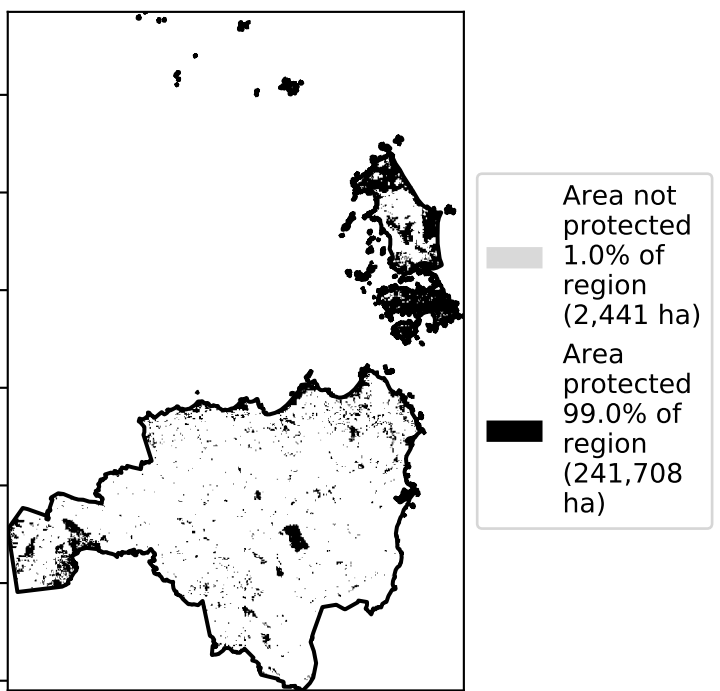 Area not
protected
1.0% of
region
(2,441 ha)
Area
protected
99.0% of
region
(241,708
ha)